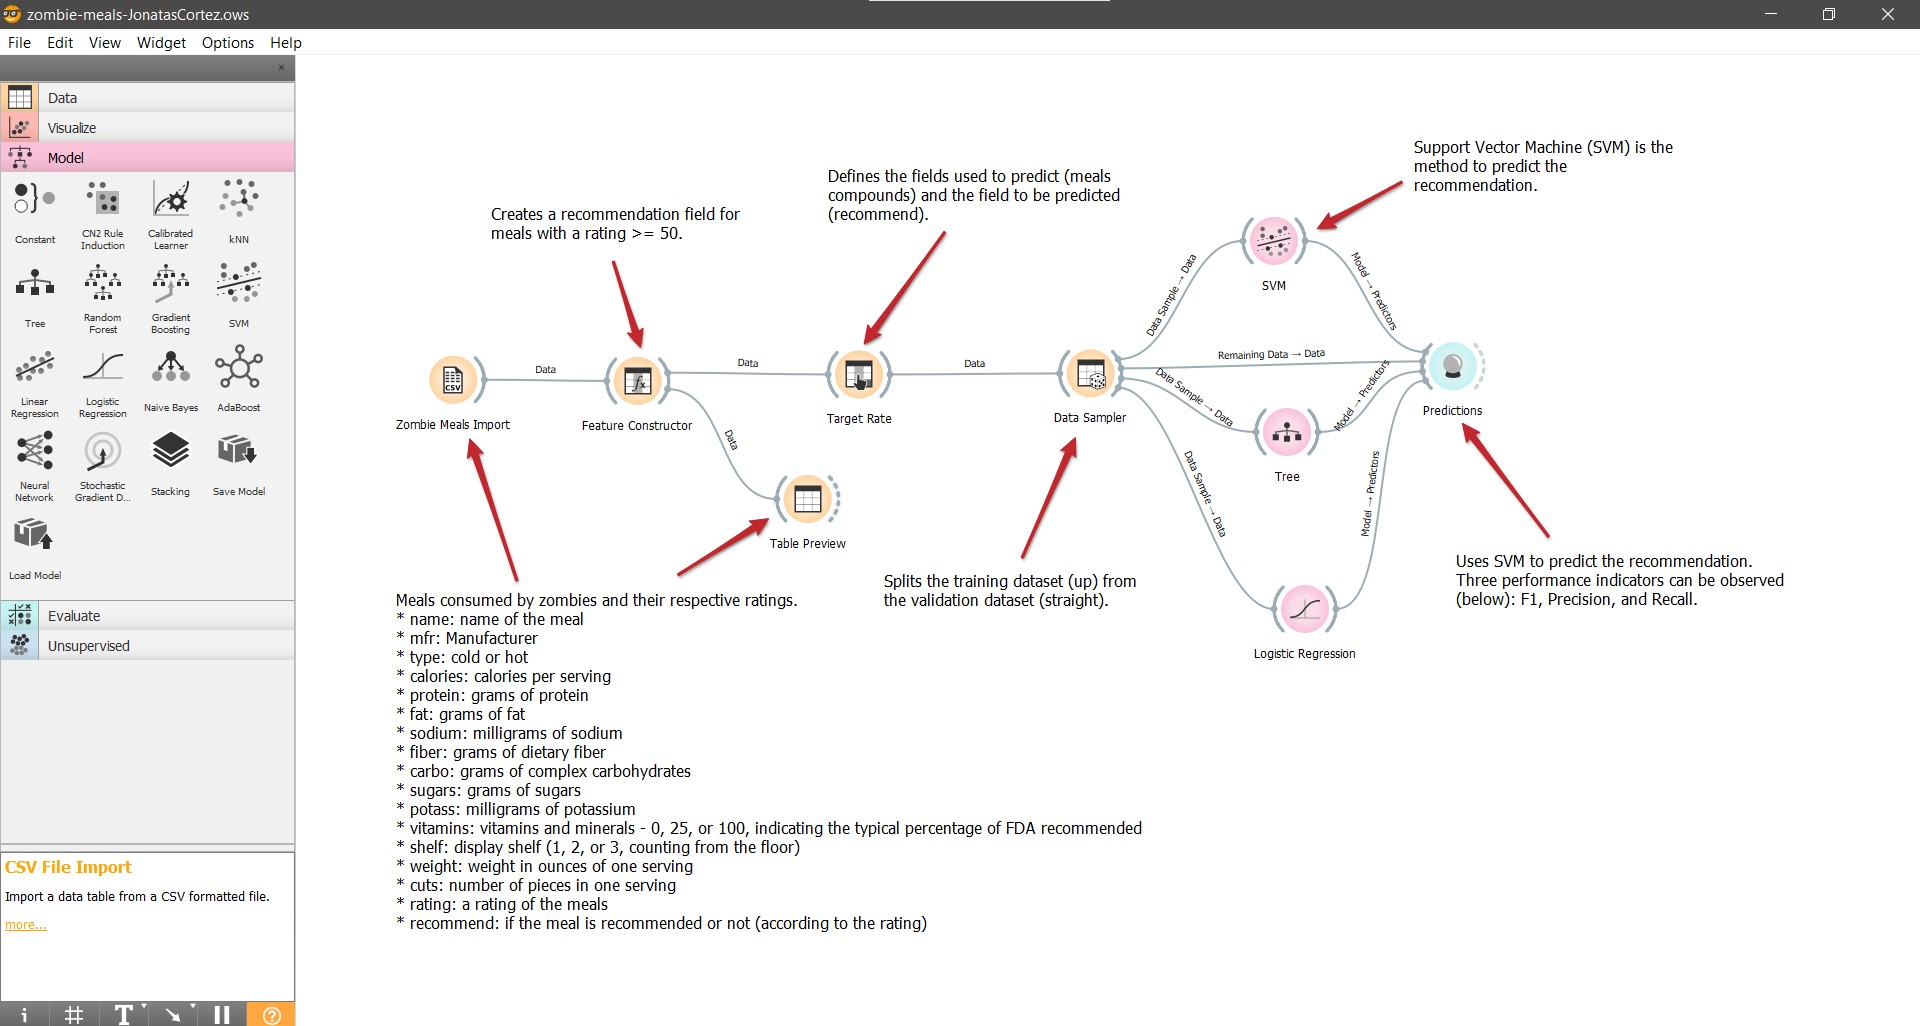 zombie-meals-JonatasCortez.ows
File Edit View Widget Options Help
Data
Visualize
Model
Constant
CN2 Rule
Induction
Calibrated
Learner
kNN
Tree
Random
Forest
Gradient
Boosting
SVM
Linear
Regression
Logistic
Regression
Naive Bayes
AdaBoost
Neural
Network
Stochastic
Gradient D...
Stacking
Save Model
Load Model
Evaluate
Unsupervised
CSV File Import
Import a data table from a CSV formatted file.
more...
Creates a recommendation field for
meals with a rating >= 50.
Defines the fields used to predict (meals
compounds) and the field to be predicted
(recommend).
Support Vector Machine (SVM) is the
method to predict the
recommendation.
CSV
Zombie Meals Import
Data
Feature Constructor
Data
Data
Table Preview
Target Rate
Data
Data Sampler
Data Sample → Data
Remaining Data → Data
Data Sample → Data
Data Sample → Data
SVM
Tree
Logistic Regression
Model → Predictors
Model → Predictors
Model → Predictors
Predictions
Splits the training dataset (up) from
the validation dataset (straight).
Uses SVM to predict the recommendation.
Three performance indicators can be observed
(below): F1, Precision, and Recall.
Meals consumed by zombies and their respective ratings.
* name: name of the meal
* mfr: Manufacturer
* type: cold or hot
* calories: calories per serving
* protein: grams of protein
* fat: grams of fat
* sodium: milligrams of sodium
* fiber: grams of dietary fiber
* carbo: grams of complex carbohydrates
* sugars: grams of sugars
* potass: milligrams of potassium
* vitamins: vitamins and minerals - 0, 25, or 100, indicating the typical percentage of FDA recommended
* shelf: display shelf (1, 2, or 3, counting from the floor)
* weight: weight in ounces of one serving
* cuts: number of pieces in one serving
* rating: a rating of the meals
* recommend: if the meal is recommended or not (according to the rating)